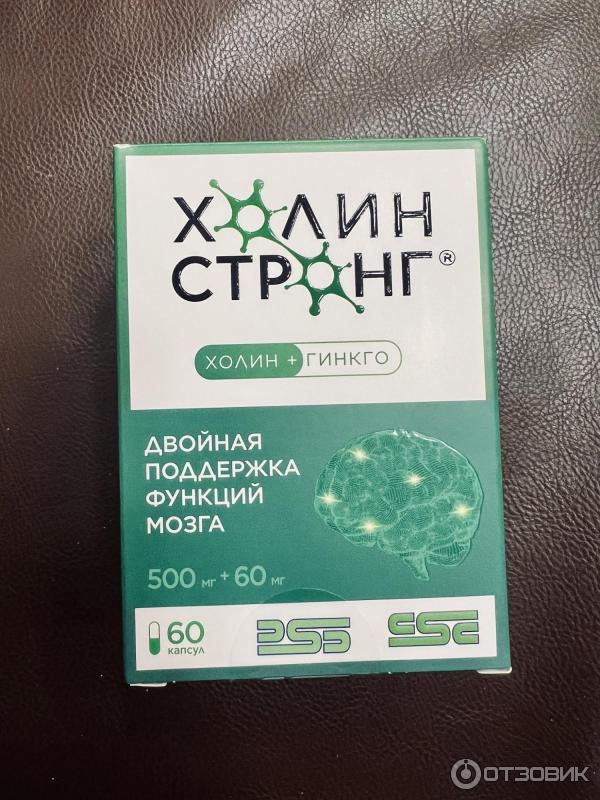 ХОЛИН
СТРОНГ®
ХОЛИН + ГИНКГО
ДВОЙНАЯ
ПОДДЕРЖКА
ФУНКЦИЙ
МОЗГА
500 мг + 60 мг
60
капсул
ОТЗОВИК